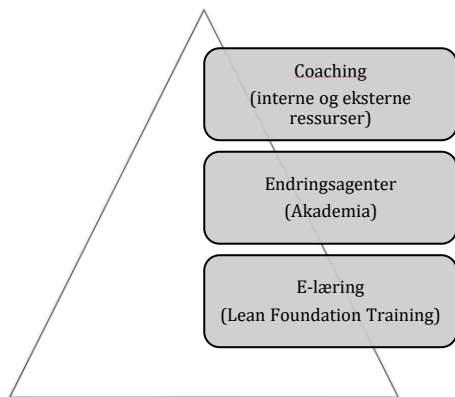 Coaching
(interne og eksterne
ressurser)
Endringsagenter
(Akademia)
E-læring
(Lean Foundation Training)